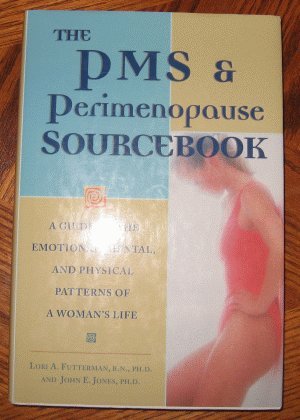 THE
PMS &
Perimenopause
SOURCEBOOK
A GUIDE THE
EMOTIONAL, MENTAL,
AND PHYSICAL
PATTERNS OF
A WOMAN'S LIFE
LORI A. FUTTERMAN, R.N., PH.D.
AND JOHN E. JONES, PH.D.